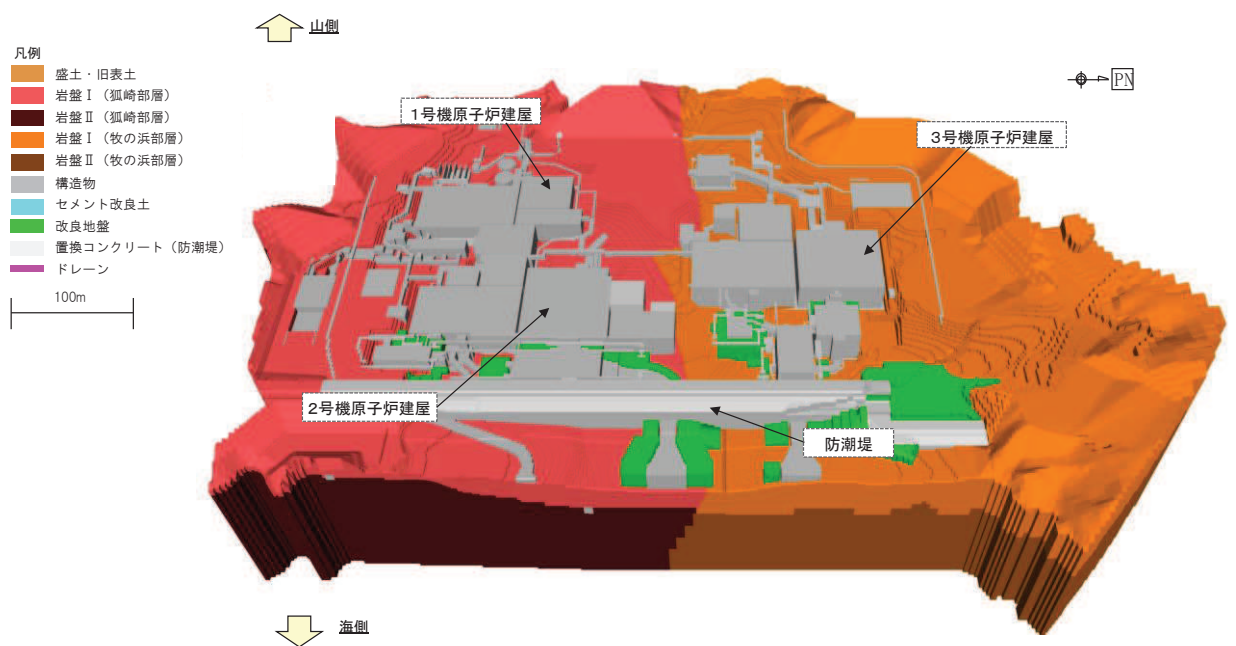 山側
凡例
盛土・旧表土
岩盤Ⅰ（狐崎部層）
岩盤Ⅱ（狐崎部層）
岩盤Ⅰ（牧の浜部層）
岩盤Ⅱ（牧の浜部層）
構造物
セメント改良土
改良地盤
置換コンクリート（防潮堤）
ドレーン
100m
PN
1号機原子炉建屋
3号機原子炉建屋
2号機原子炉建屋
防潮堤
海側